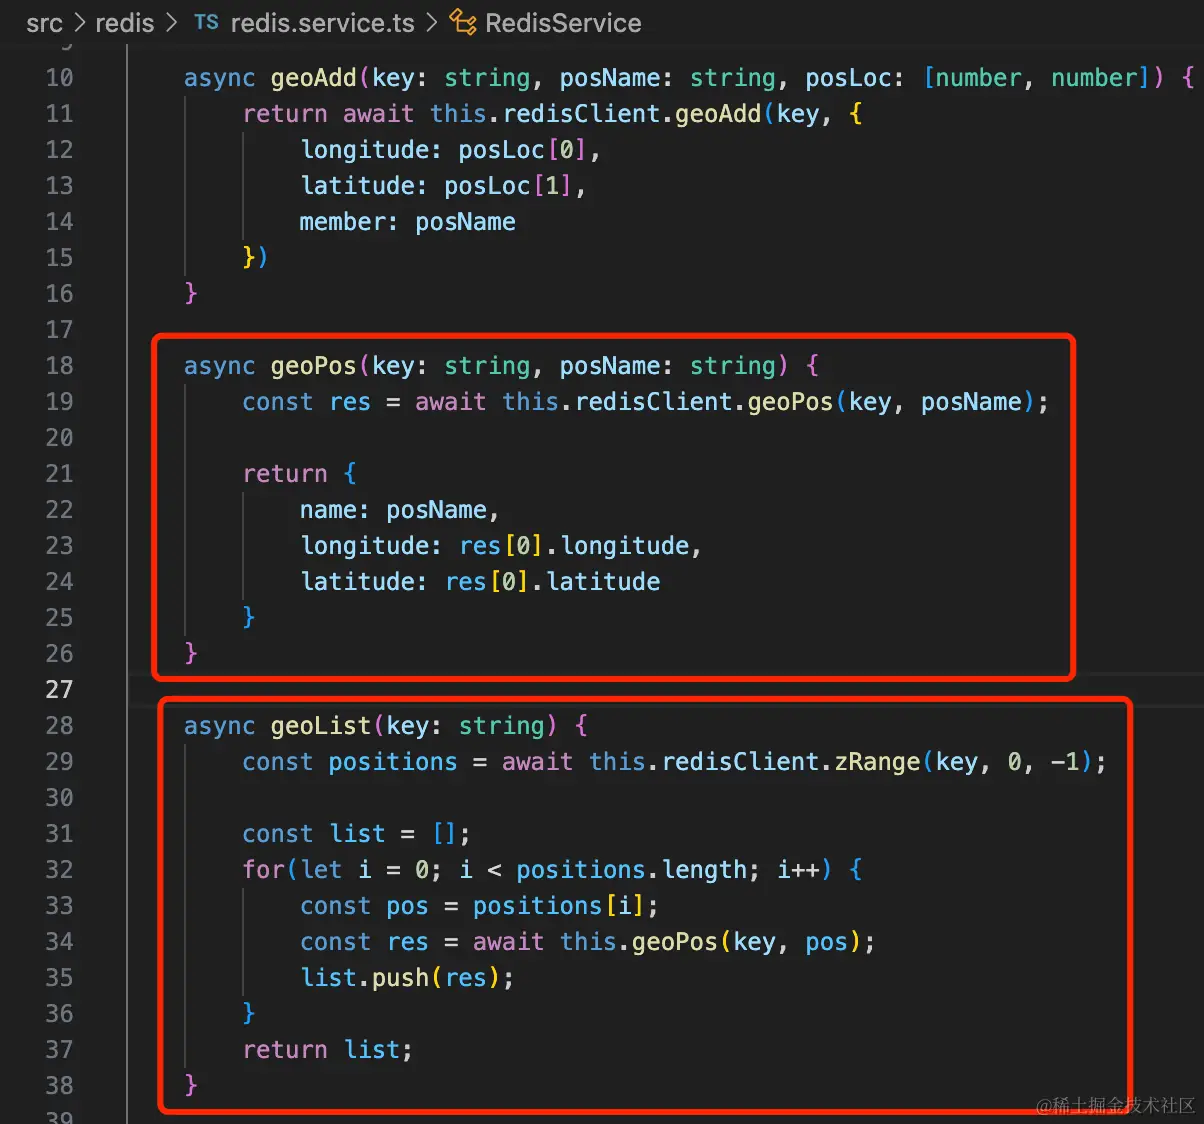 src > redis > TS redis.service.ts > RedisService
9
10 async geoAdd(key: string, posName: string, posLoc: [number, number]) {
11 return await this.redisClient.geoAdd(key, {
12 longitude: posLoc[0],
13 latitude: posLoc[1],
14 member: posName
15 })
16 }
17
18 async geoPos(key: string, posName: string) {
19 const res = await this.redisClient.geoPos(key, posName);
20
21 return {
22 name: posName,
23 longitude: res[0].longitude,
24 latitude: res[0].latitude
25 }
26 }
27
28 async geoList(key: string) {
29 const positions = await this.redisClient.zRange(key, 0, -1);
30
31 const list = [];
32 for(let i = 0; i < positions.length; i++) {
33 const pos = positions[i];
34 const res = await this.geoPos(key, pos);
35 list.push(res);
36 }
37 return list;
38 }
39
@稀土掘金技术社区